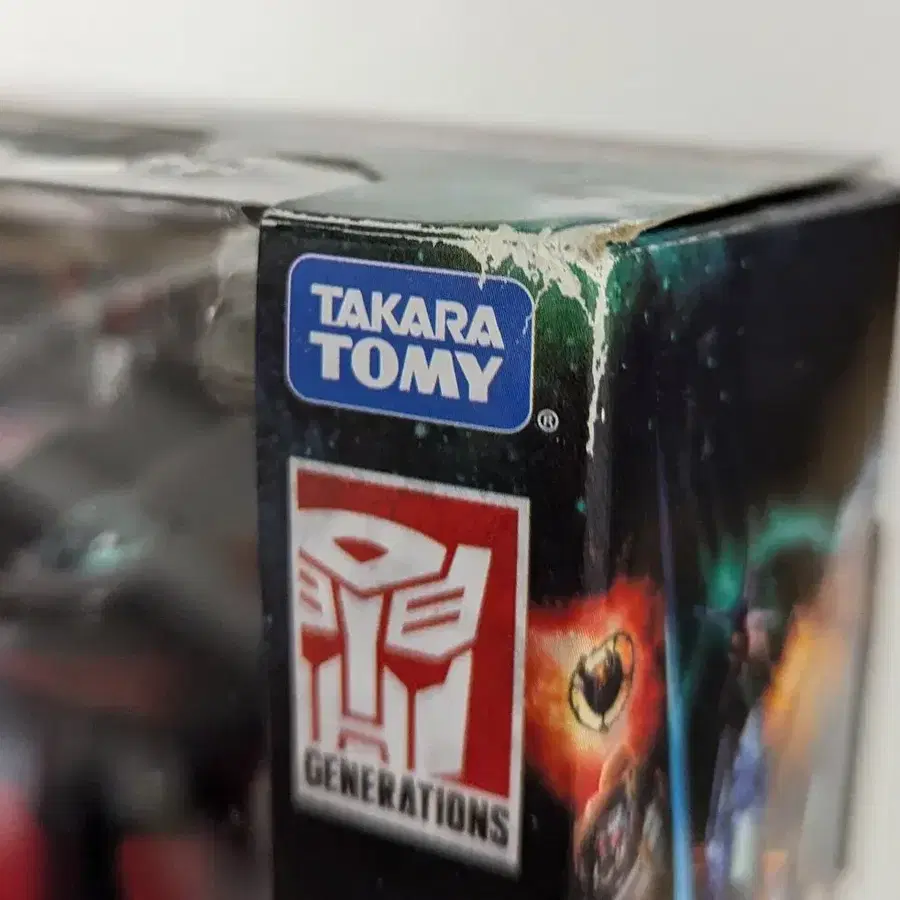 TAKARA
TOMY
®
GENERATIONS